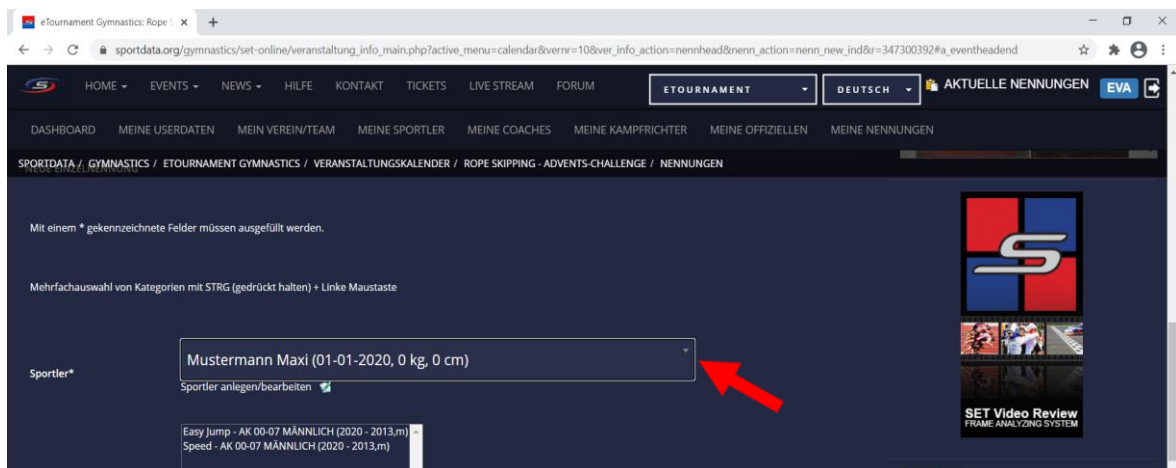 eTournament Gymnastics: Rope S
sportdata.org/gymnastics/set-online/veranstaltung_info_main.php?active_menu=calendar&vernr=10&ver_info_action=nennhead&nenn_action=nenn_new_ind&r=347300392#a_eventheadend
HOME EVENTS NEWS HILFE KONTAKT TICKETS LIVE STREAM FORUM ETOURNAMENT DEUTSCH AKTUELLE NENNUNGEN EVA
DASHBOARD MEINE USERDATEN MEIN VEREIN/TEAM MEINE SPORTLER MEINE COACHES MEINE KAMPFRICHTER MEINE OFFIZIELLEN MEINE NENNUNGEN
SPORTDATA / GYMNASTICS / ETOURNAMENT GYMNASTICS / VERANSTALTUNGSKALENDER / ROPE SKIPPING - ADVENTS-CHALLENGE / NENNUNGEN
NEUE EINZELNENNUNG
Mit einem * gekennzeichnete Felder müssen ausgefüllt werden.
Mehrfachauswahl von Kategorien mit STRG (gedrückt halten) + Linke Maustaste
Sportler*
Mustermann Maxi (01-01-2020, 0 kg, 0 cm)
Sportler anlegen/bearbeiten
Easy Jump - AK 00-07 MÄNNLICH (2020 - 2013,m)
Speed - AK 00-07 MÄNNLICH (2020 - 2013,m)
S
SET Video Review
FRAME ANALYZING SYSTEM